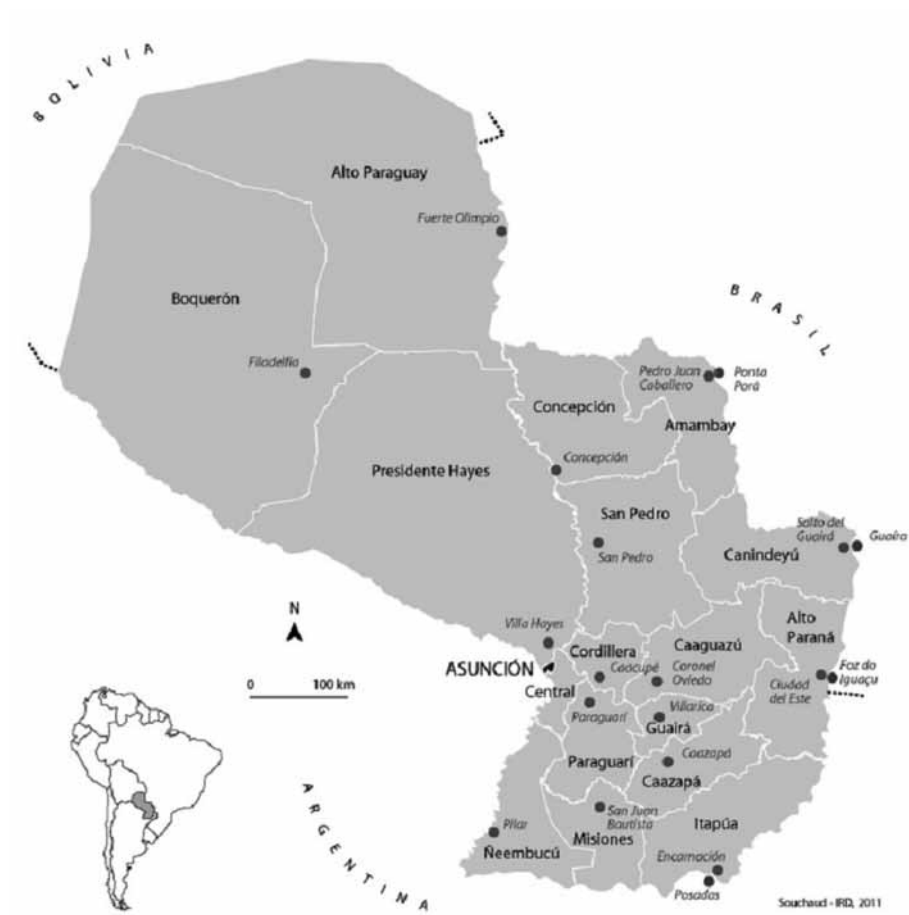 BOLIVIA
Alto Paraguay
Fuerte Olimpio
Boquerón
BRASIL
Filadelfia
Pedro Juan
Caballero
Ponta
Porá
Concepción
Amambay
Concepción
Presidente Hayes
San Pedro
San Pedro
Salto del
Guairá
Guaíra
Canindeyú
N
Villa Hayes
Alto
Paraná
Cordillera
Caaguazú
ASUNCIÓN
Caacupé
Coronel
Oviedo
Foz do
Iguaçu
0 100 km
Central
Ciudad
del Este
Paraguarí
Villarica
Guairá
Paraguarí
Caazapá
Caazapá
ARGENTINA
San Juan
Bautista
Itapúa
Pilar
Misiones
Ñeembucú
Encarnación
Posadas
Souchaud - IRD, 2011